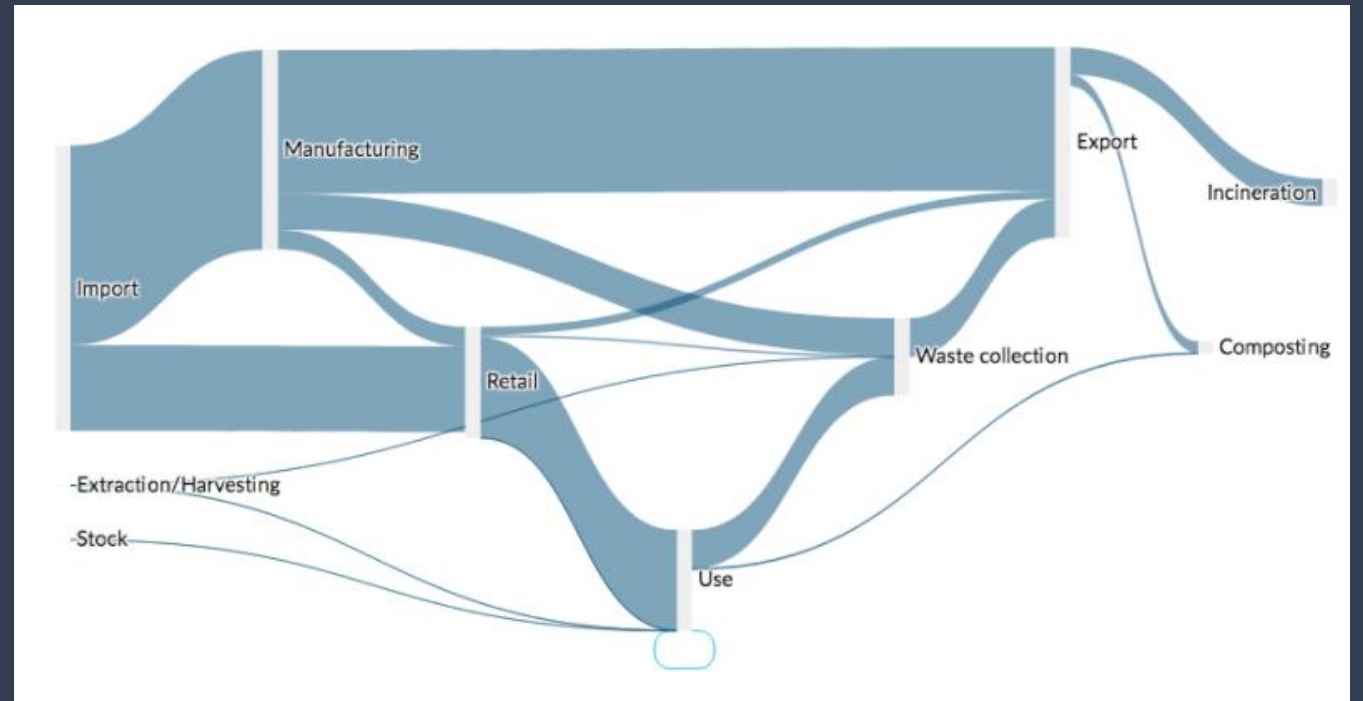 Manufacturing
Export
Incineration
Import
Composting
Waste collection
Retail
-Extraction/Harvesting
-Stock
Use